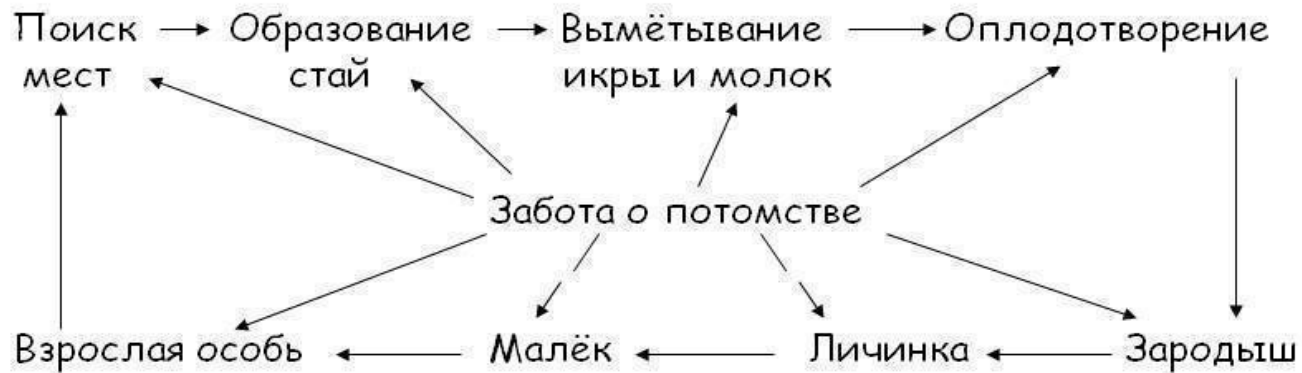 Поиск Образование Вымётывание Оплодотворение
мест стай икры и молок
Забота о потомстве
Взрослая особь Малёк Личинка Зародыш